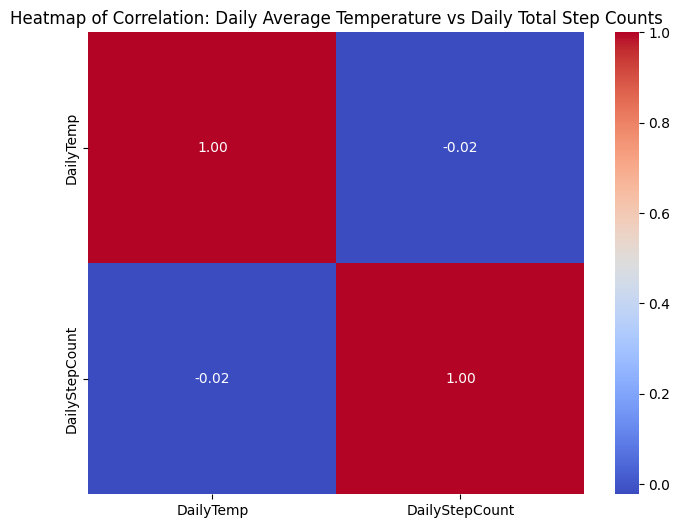 Heatmap of Correlation: Daily Average Temperature vs Daily Total Step Counts
DailyTemp
1.00
-0.02
DailyStepCount
-0.02
1.00
DailyTemp
DailyStepCount
1.0
0.8
0.6
0.4
0.2
0.0